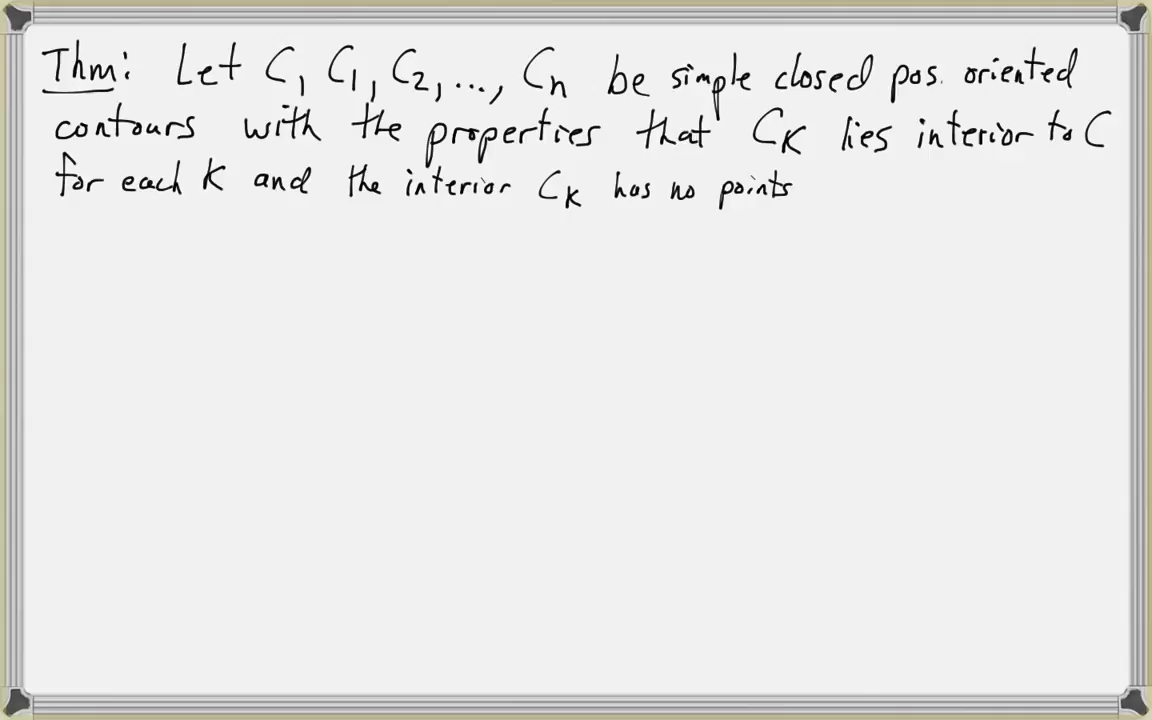 Thm: Let C, C1, C2, ..., Cn be simple closed pos. oriented
contours with the properties that CK lies interior to C
for each K and the interior CK has no points